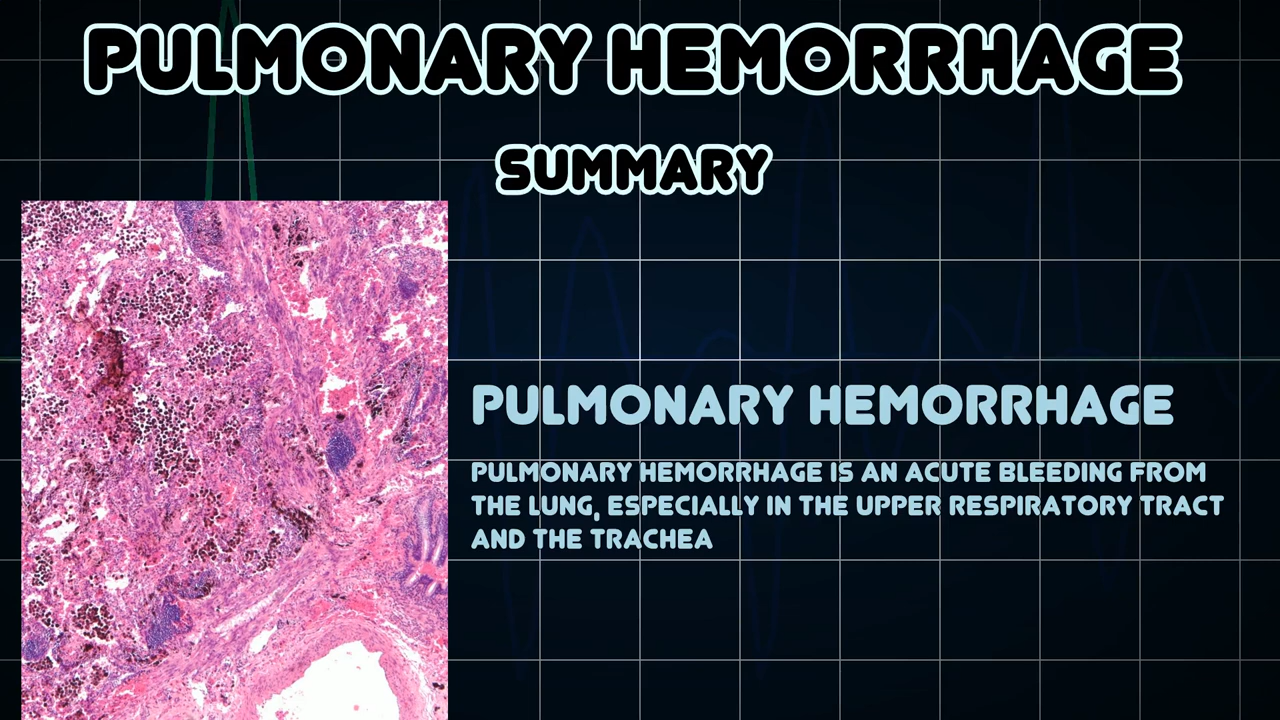 PULMONARY HEMORRHAGE
SUMMARY
PULMONARY HEMORRHAGE
PULMONARY HEMORRHAGE IS AN ACUTE BLEEDING FROM
THE LUNG, ESPECIALLY IN THE UPPER RESPIRATORY TRACT
AND THE TRACHEA